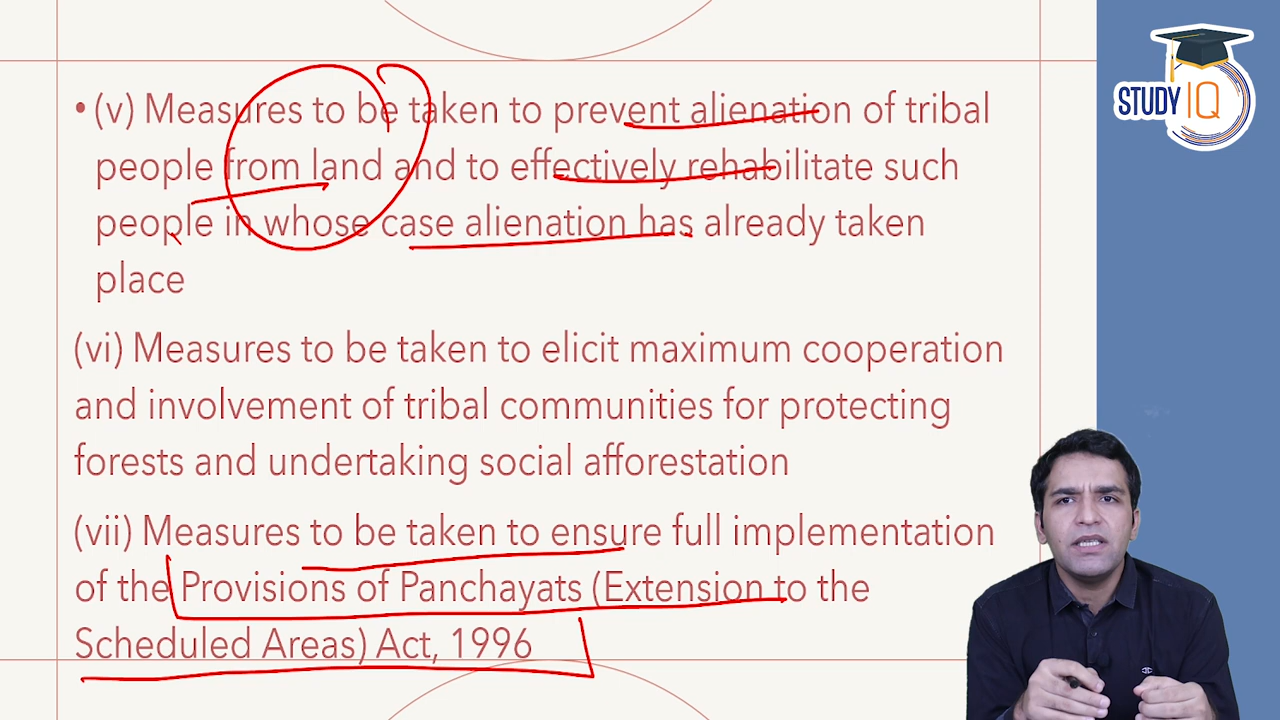 • (v) Measures to be taken to prevent alienation of tribal
people from land and to effectively rehabilitate such
people in whose case alienation has already taken
place
(vi) Measures to be taken to elicit maximum cooperation
and involvement of tribal communities for protecting
forests and undertaking social afforestation
(vii) Measures to be taken to ensure full implementation
of the Provisions of Panchayats (Extension to the
Scheduled Areas) Act, 1996
STUDY IQ